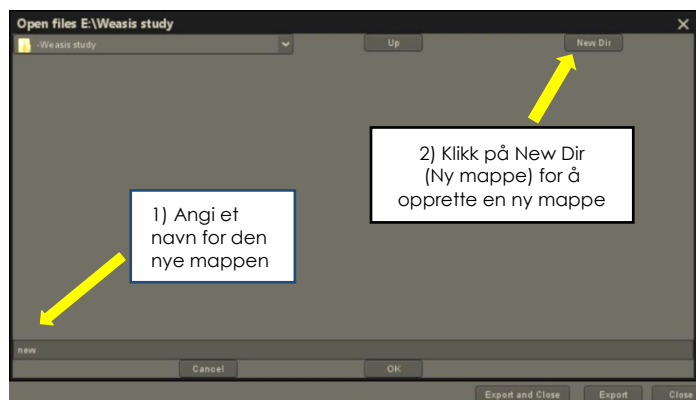 Open files E:\Weasis study
-Weasis study
Up
New Dir
2) Klikk på New Dir
(Ny mappe) for å
opprette en ny mappe
1) Angi et
navn for den
nye mappen
new
Cancel
OK
Export and Close
Export
Close